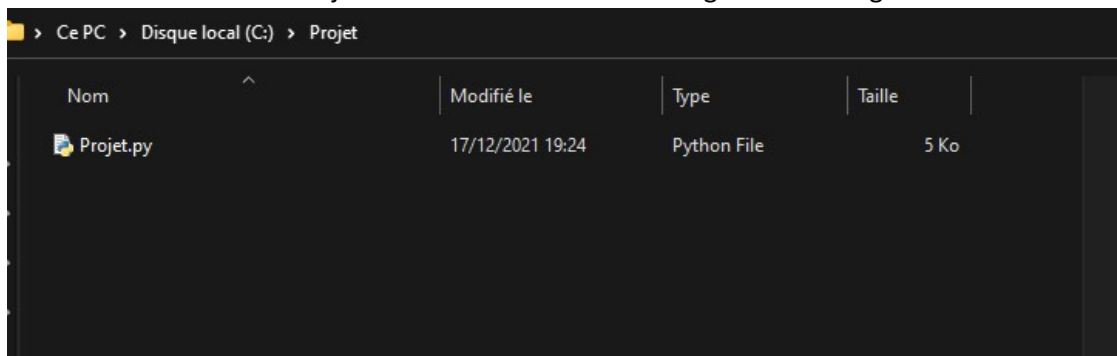 Ce PC > Disque local (C:) > Projet
Nom Modifié le Type Taille
Projet.py 17/12/2021 19:24 Python File 5 Ko